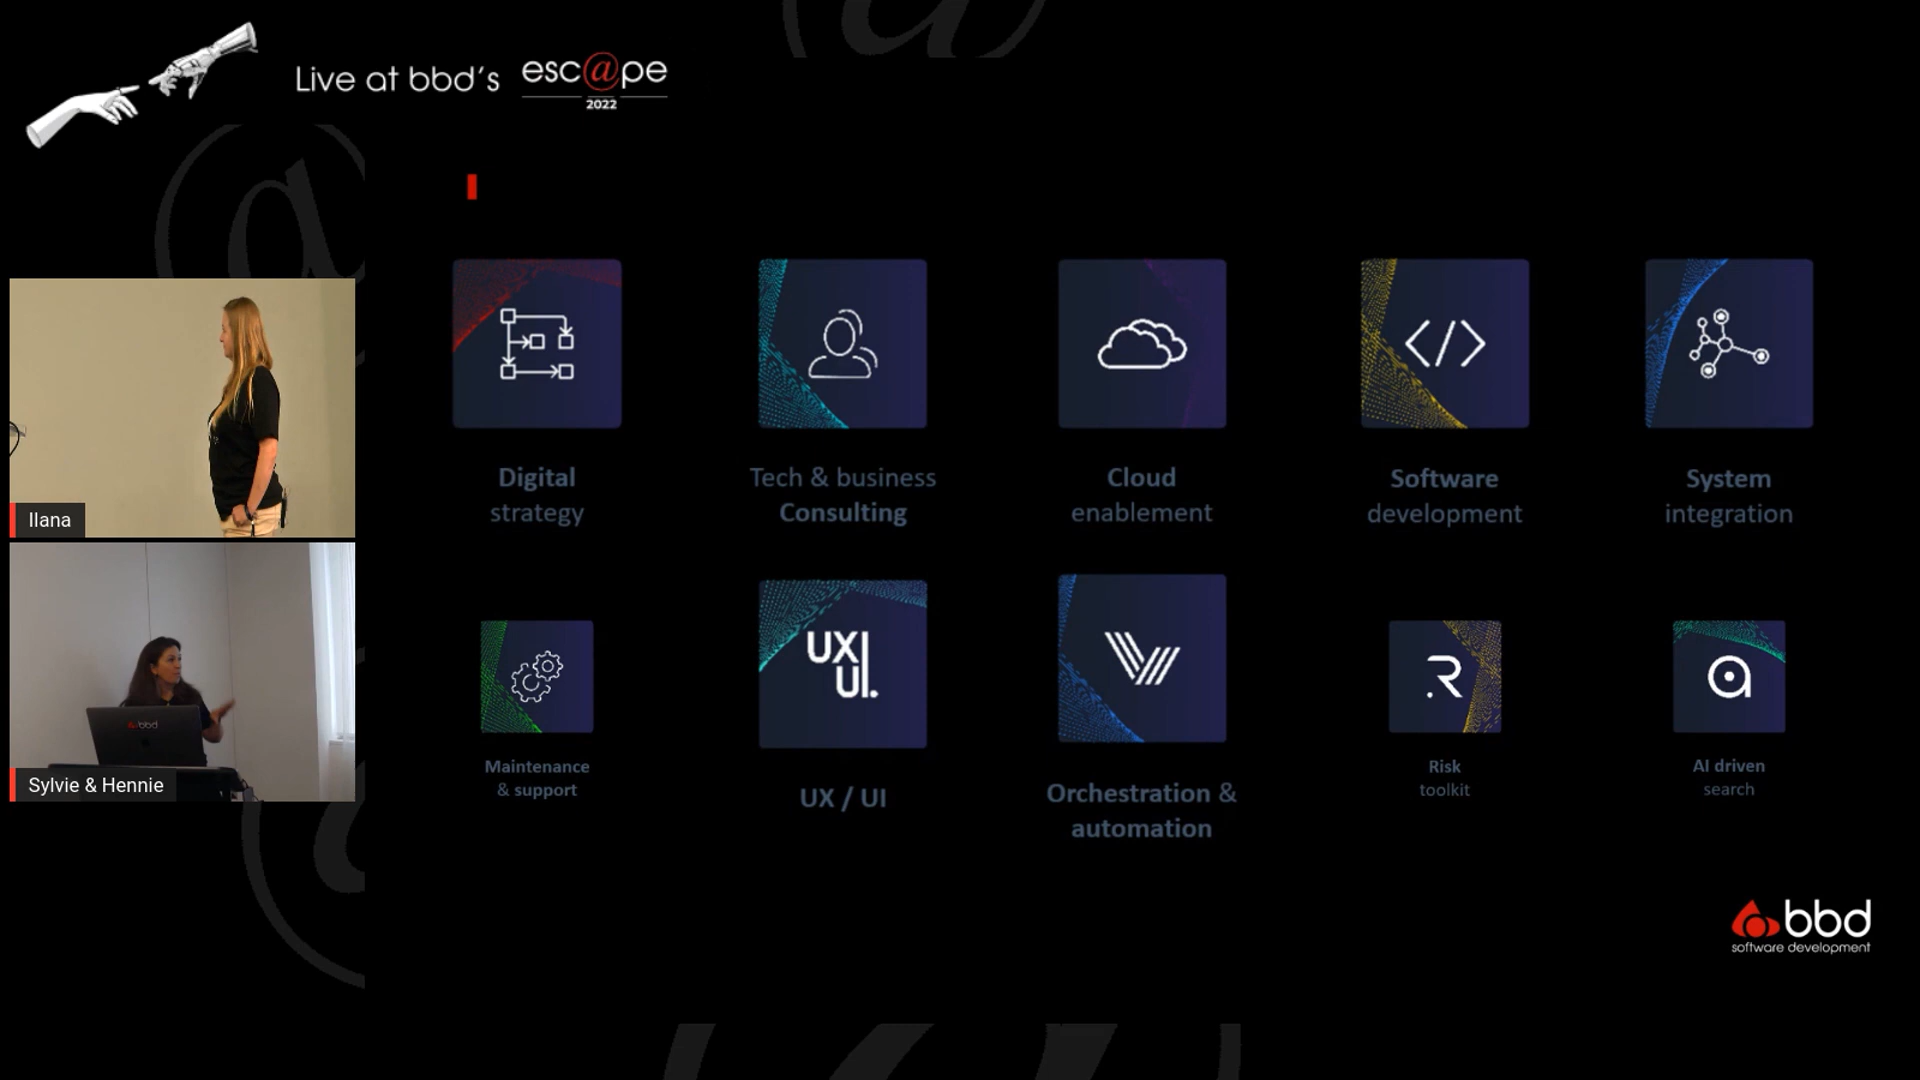 Live at bbd's esc@pe
2022
Digital
strategy
Tech & business
Consulting
Cloud
enablement
Software
development
System
integration
UX
UI.
R
Maintenance
& support
UX / UI
Orchestration &
automation
Risk
toolkit
AI driven
search
Ilana
bbd
Sylvie & Hennie
bbd
software development